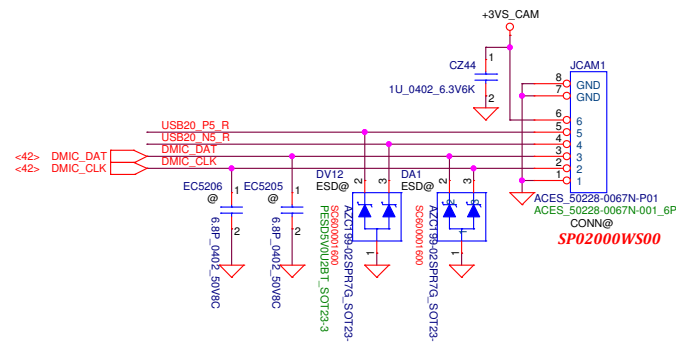 +3VS_CAM
JCAM1
CZ44
1
2
1U_0402_6.3V6K
8
7
GND
GND
6
5
4
3
2
1
6
5
4
3
2
1
USB20_P5_R
USB20_N5_R
<42> DMIC_DAT
DMIC_DAT
<42> DMIC_CLK
DMIC_CLK
EC5206
@
1
2
6.8P_0402_50V8C
EC5205
@
1
2
6.8P_0402_50V8C
DV12
ESD@
2
3
1
SC600001600
PESD5V0U2BT_SOT23-3
AZC199-02SPR7G_SOT23-
DA1
ESD@
2
3
1
SC600001600
AZC199-02SPR7G_SOT23-
ACES_50228-0067N-P01
ACES_50228-0067N-001_6P
CONN@
SP02000WS00